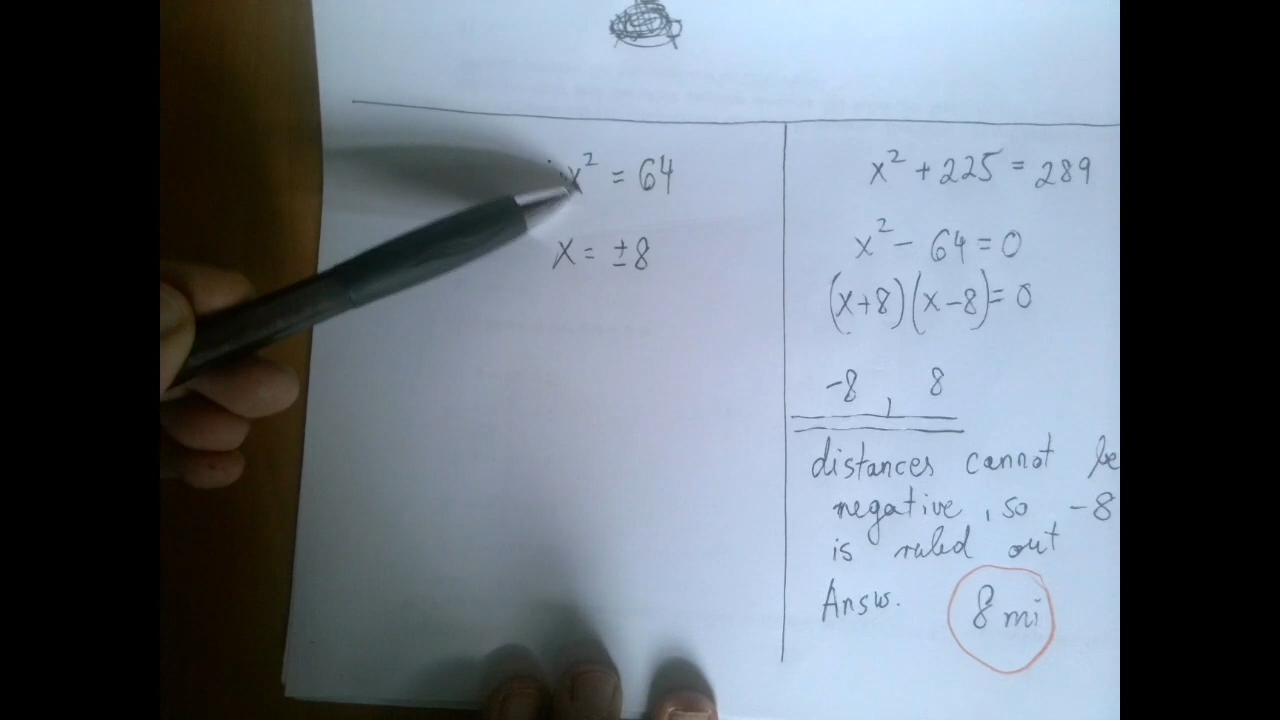 x² = 64
x = ±8
x² + 225 = 289
x² - 64 = 0
(x+8)(x-8)= 0
-8 , 8
distances cannot be
negative, so -8
is ruled out
Answ. 8 mi